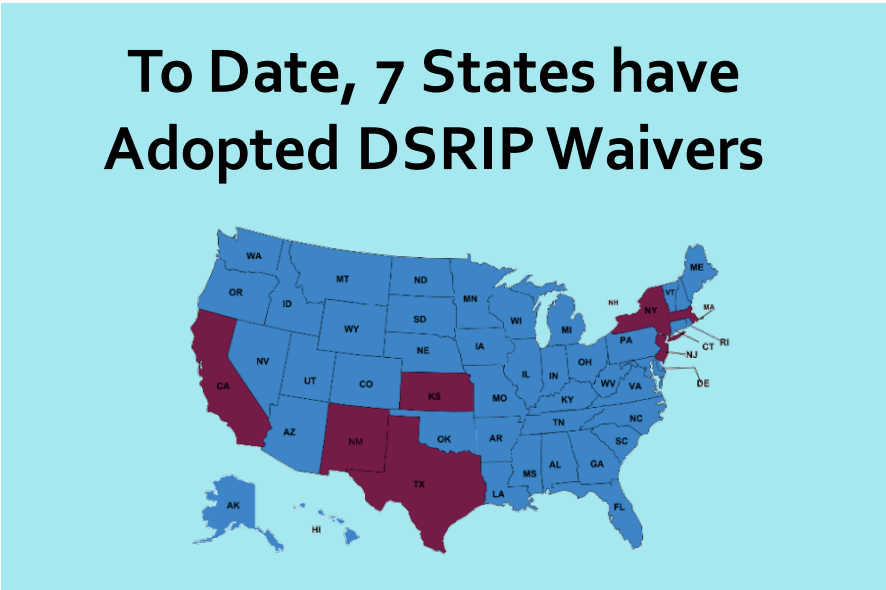 To Date, 7 States have
Adopted DSRIP Waivers
WA
MT
ND
MN
ME
VT
NH
MA
OR
ID
WY
SD
WI
MI
NY
RI
CT
NJ
DE
NE
IA
PA
CA
NV
UT
CO
KS
MO
IL
IN
OH
WV
VA
KY
NC
TN
SC
AZ
NM
OK
AR
MS
AL
GA
TX
LA
FL
AK
HI